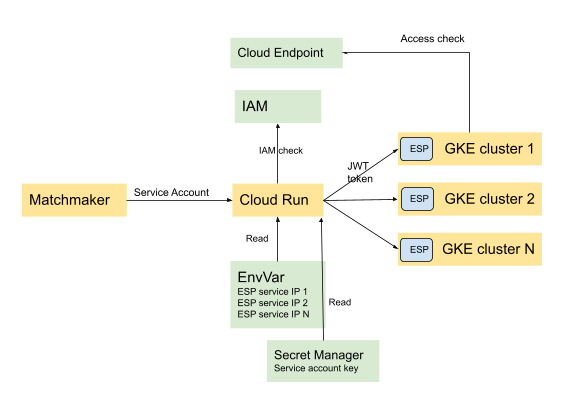 Access check
Cloud Endpoint
IAM
IAM check
ESP GKE cluster 1
JWT
token
Matchmaker
Service Account
Cloud Run
ESP GKE cluster 2
ESP GKE cluster N
Read
EnvVar
ESP service IP 1
ESP service IP 2
ESP service IP N
Read
Secret Manager
Service account key